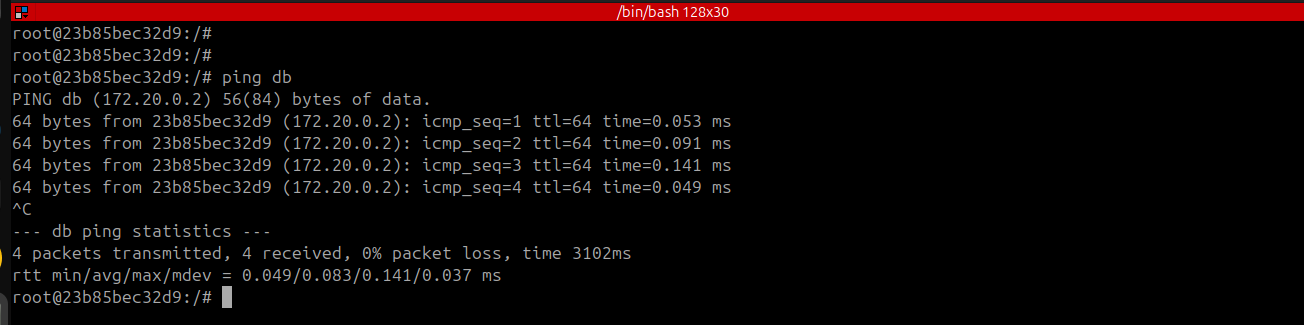 /bin/bash 128x30
root@23b85bec32d9:/#
root@23b85bec32d9:/#
root@23b85bec32d9:/# ping db
PING db (172.20.0.2) 56(84) bytes of data.
64 bytes from 23b85bec32d9 (172.20.0.2): icmp_seq=1 ttl=64 time=0.053 ms
64 bytes from 23b85bec32d9 (172.20.0.2): icmp_seq=2 ttl=64 time=0.091 ms
64 bytes from 23b85bec32d9 (172.20.0.2): icmp_seq=3 ttl=64 time=0.141 ms
64 bytes from 23b85bec32d9 (172.20.0.2): icmp_seq=4 ttl=64 time=0.049 ms
^C
--- db ping statistics ---
4 packets transmitted, 4 received, 0% packet loss, time 3102ms
rtt min/avg/max/mdev = 0.049/0.083/0.141/0.037 ms
root@23b85bec32d9:/#